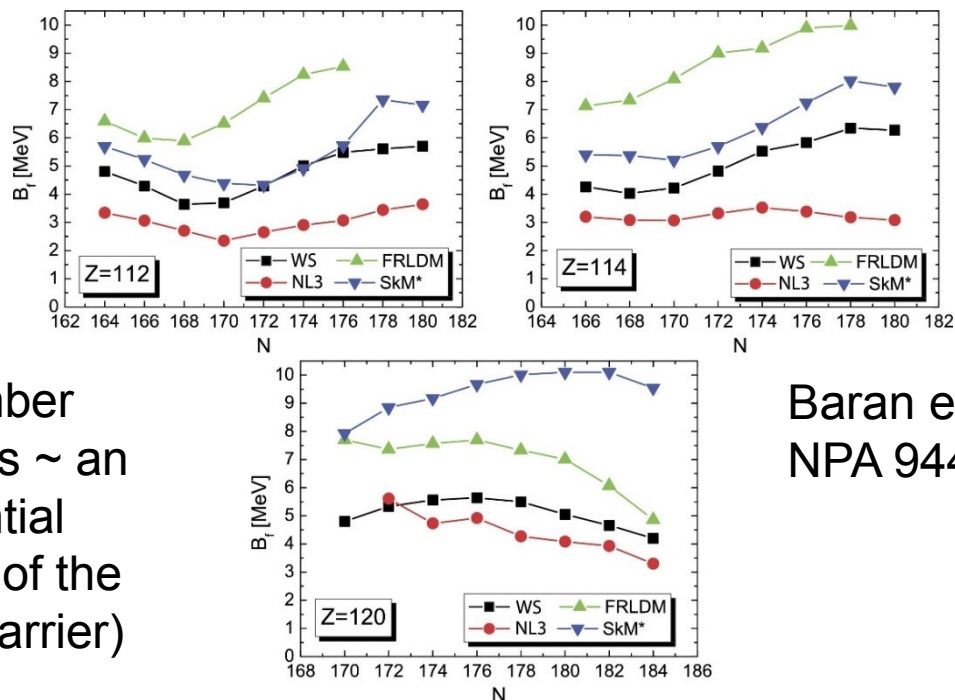 10
9
8
7
6
5
4
3
2
1
0
B_f [MeV]
Z=112
WS
FRLDM
NL3
SkM*
162 164 166 168 170 172 174 176 178 180 182
N
10
9
8
7
6
5
4
3
2
1
0
B_f [MeV]
Z=114
WS
FRLDM
NL3
SkM*
164 166 168 170 172 174 176 178 180 182
N
10
9
8
7
6
5
4
3
2
1
0
B_f [MeV]
Z=120
WS
FRLDM
NL3
SkM*
168 170 172 174 176 178 180 182 184 186
N
nber
s ~ an
ntial
of the
arrier)
Baran e
NPA 944